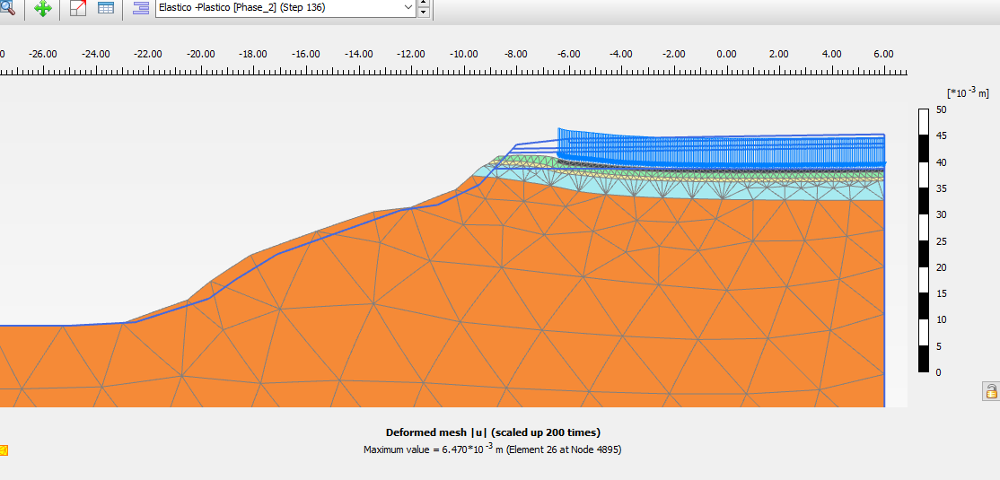 Elastico -Plastico [Phase_2] (Step 136)
0 -26.00 -24.00 -22.00 -20.00 -18.00 -16.00 -14.00 -12.00 -10.00 -8.00 -6.00 -4.00 -2.00 0.00 2.00 4.00 6.00
[*10 -3 m]
50
45
40
35
30
25
20
15
10
5
0
Deformed mesh |u| (scaled up 200 times)
Maximum value = 6.470*10 -3 m (Element 26 at Node 4895)